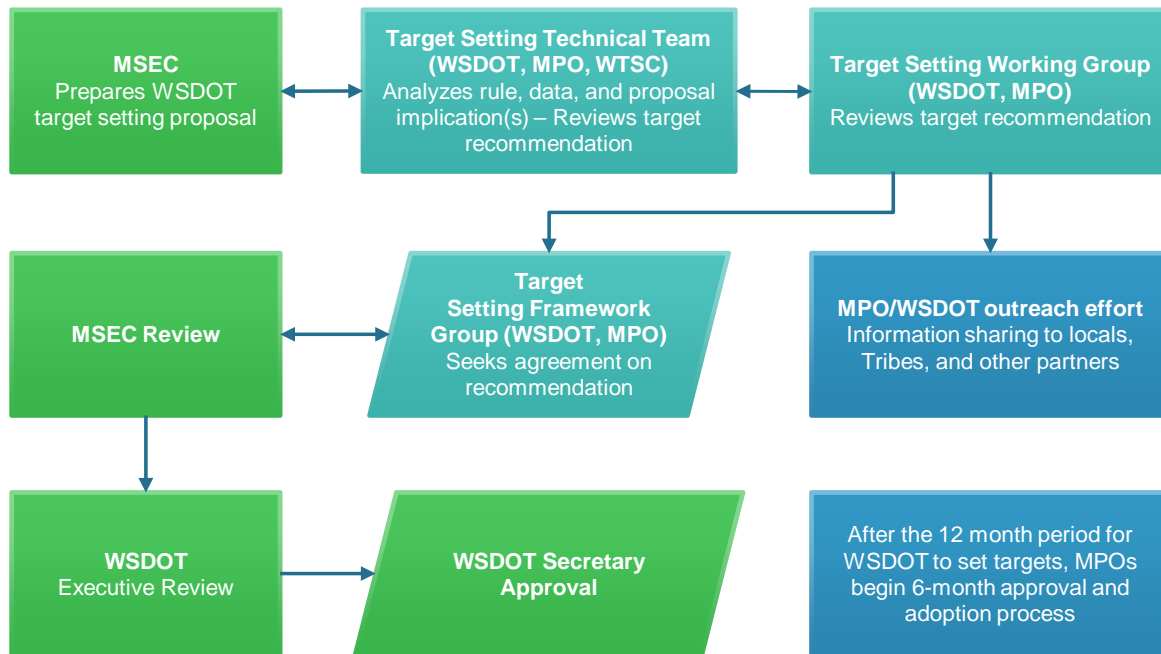 MSEC
Prepares WSDOT
target setting proposal
Target Setting Technical Team
(WSDOT, MPO, WTSC)
Analyzes rule, data, and proposal
implication(s) – Reviews target
recommendation
Target Setting Working Group
(WSDOT, MPO)
Reviews target recommendation
MSEC Review
Target
Setting Framework
Group (WSDOT, MPO)
Seeks agreement on
recommendation
MPO/WSDOT outreach effort
Information sharing to locals,
Tribes, and other partners
WSDOT
Executive Review
WSDOT Secretary
Approval
After the 12 month period for
WSDOT to set targets, MPOs
begin 6-month approval and
adoption process